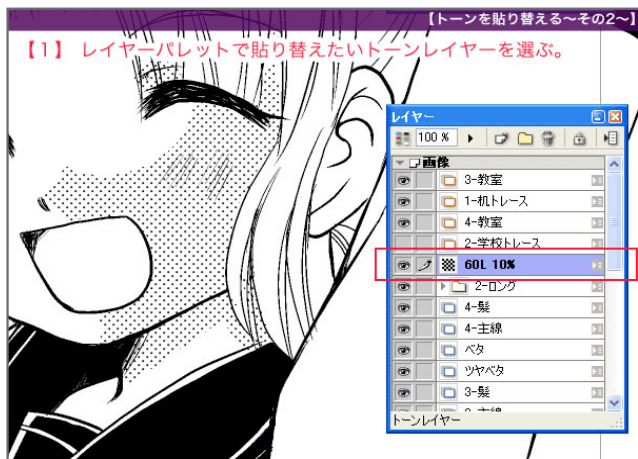 【トーンを貼り替える〜その2〜】
【1】 レイヤーパレットで貼り替えたいトーンレイヤーを選ぶ。
レイヤー
100 %
画像
3-教室
1-机トレース
4-教室
2-学校トレース
60L 10%
2-ロング
4-髪
4-主線
ベタ
ツヤベタ
3-髪
トーンレイヤー